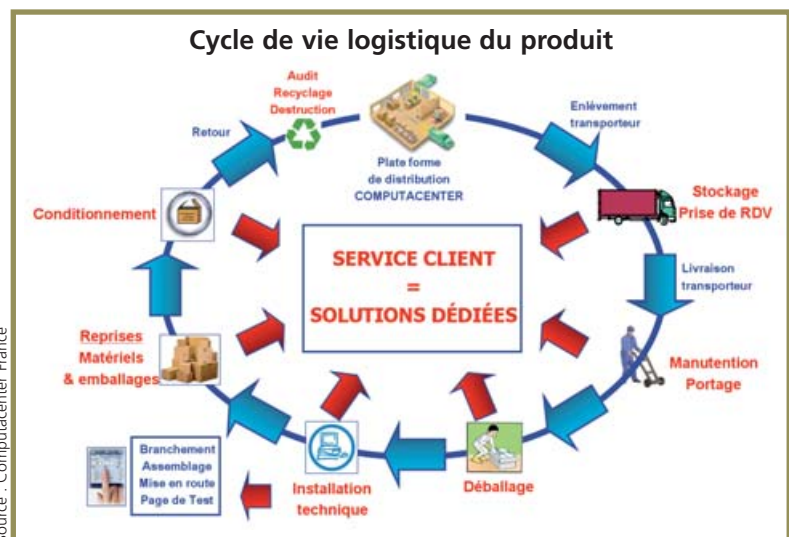 Cycle de vie logistique du produit
Audit
Recyclage
Destruction
Plate forme
de distribution
COMPUTACENTER
Enlèvement
transporteur
Stockage
Prise de RDV
Livraison
transporteur
Manutention
Portage
Déballage
Installation
technique
Branchement
Assemblage
Mise en route
Page de Test
Reprises
Matériels
& emballages
Conditionnement
Retour
SERVICE CLIENT
=
SOLUTIONS DÉDIÉES
Source : Computacenter France